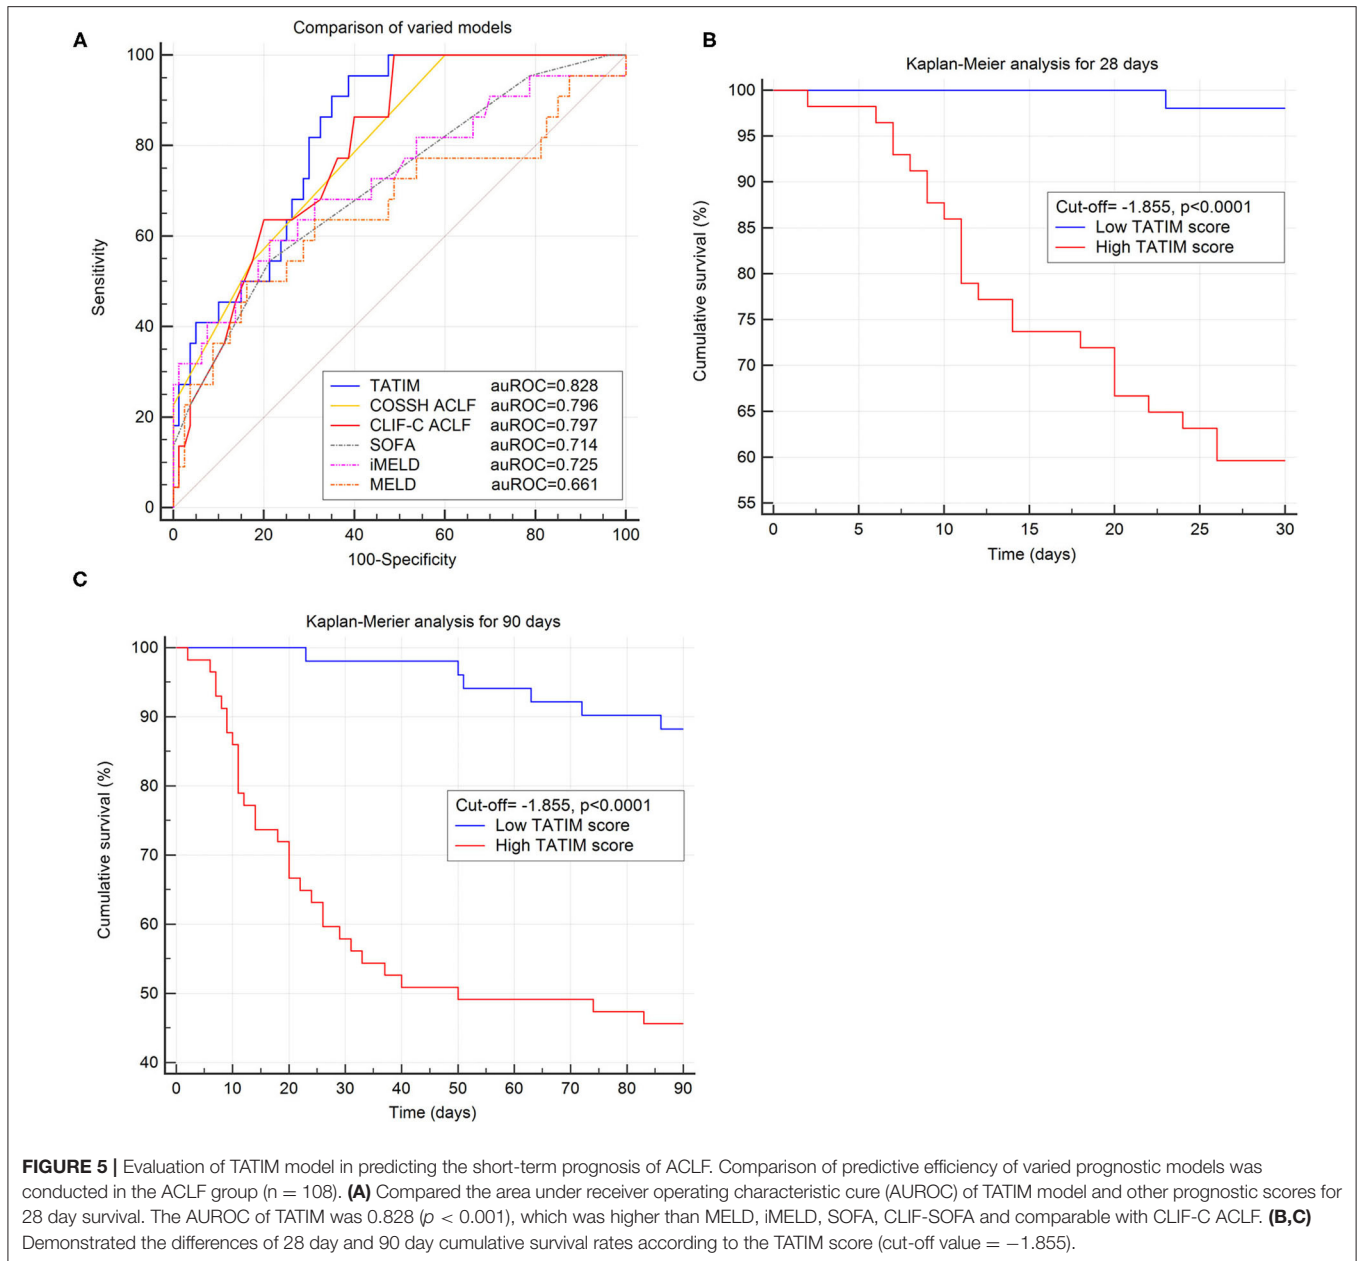 A
Comparison of varied models
100
80
60
40
20
0
Sensitivity
TATIM auROC=0.828
COSSH ACLF auROC=0.796
CLIF-C ACLF auROC=0.797
SOFA auROC=0.714
iMELD auROC=0.725
MELD auROC=0.661
0 20 40 60 80 100
100-Specificity
B
Kaplan-Meier analysis for 28 days
100
95
90
85
80
75
70
65
60
55
Cumulative survival (%)
Cut-off= -1.855, p<0.0001
Low TATIM score
High TATIM score
0 5 10 15 20 25 30
Time (days)
C
Kaplan-Merier analysis for 90 days
100
90
80
70
60
50
40
Cumulative survival (%)
Cut-off= -1.855, p<0.0001
Low TATIM score
High TATIM score
0 10 20 30 40 50 60 70 80 90
Time (days)
FIGURE 5 | Evaluation of TATIM model in predicting the short-term prognosis of ACLF. Comparison of predictive efficiency of varied prognostic models was
conducted in the ACLF group (n = 108). (A) Compared the area under receiver operating characteristic cure (AUROC) of TATIM model and other prognostic scores for
28 day survival. The AUROC of TATIM was 0.828 (p < 0.001), which was higher than MELD, iMELD, SOFA, CLIF-SOFA and comparable with CLIF-C ACLF. (B,C)
Demonstrated the differences of 28 day and 90 day cumulative survival rates according to the TATIM score (cut-off value = −1.855).